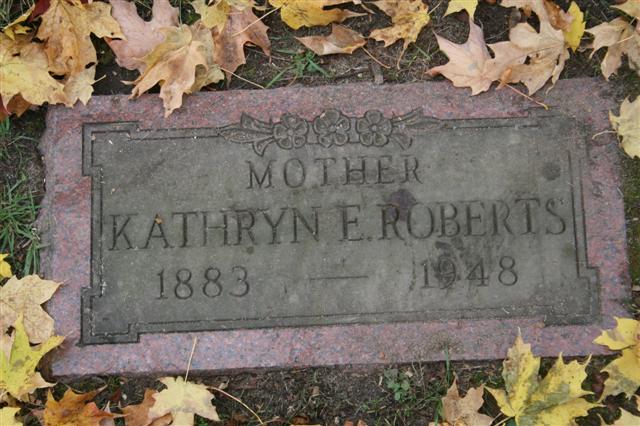 MOTHER
KATHRYN E. ROBERTS
1883 — 1948